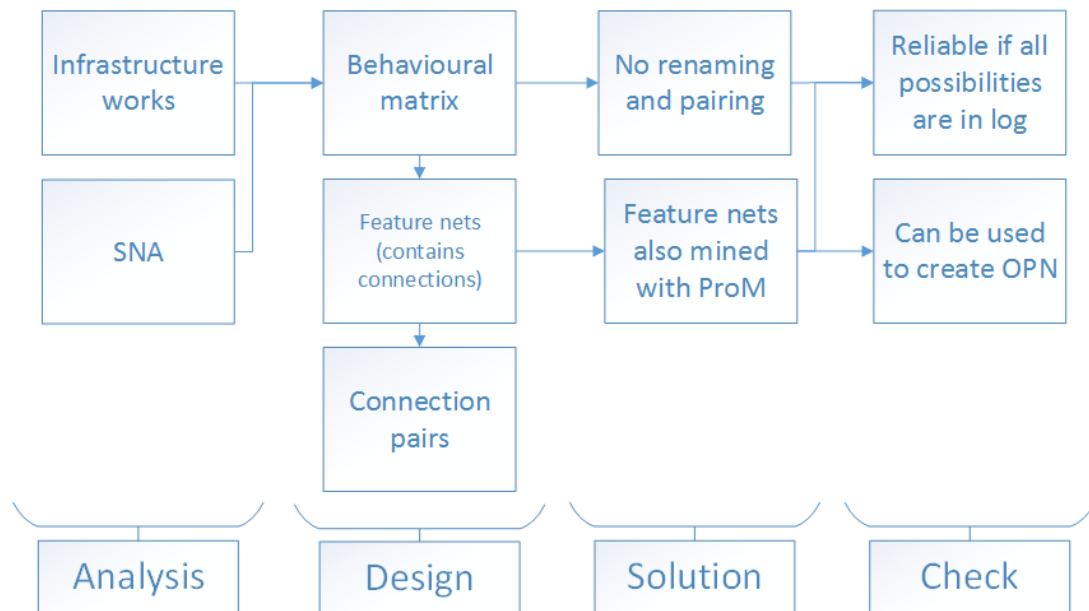 Infrastructure
works
Behavioural
matrix
No renaming
and pairing
Reliable if all
possibilities
are in log
SNA
Feature nets
(contains
connections)
Feature nets
also mined
with ProM
Can be used
to create OPN
Connection
pairs
Analysis
Design
Solution
Check